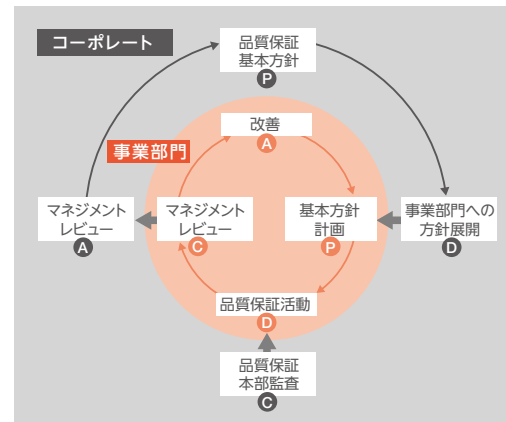 コーポレート
品質保証
基本方針
P
改善
A
事業部門
マネジメント
レビュー
A
マネジメント
レビュー
C
基本方針
計画
P
事業部門への
方針展開
D
品質保証活動
D
品質保証
本部監査
C